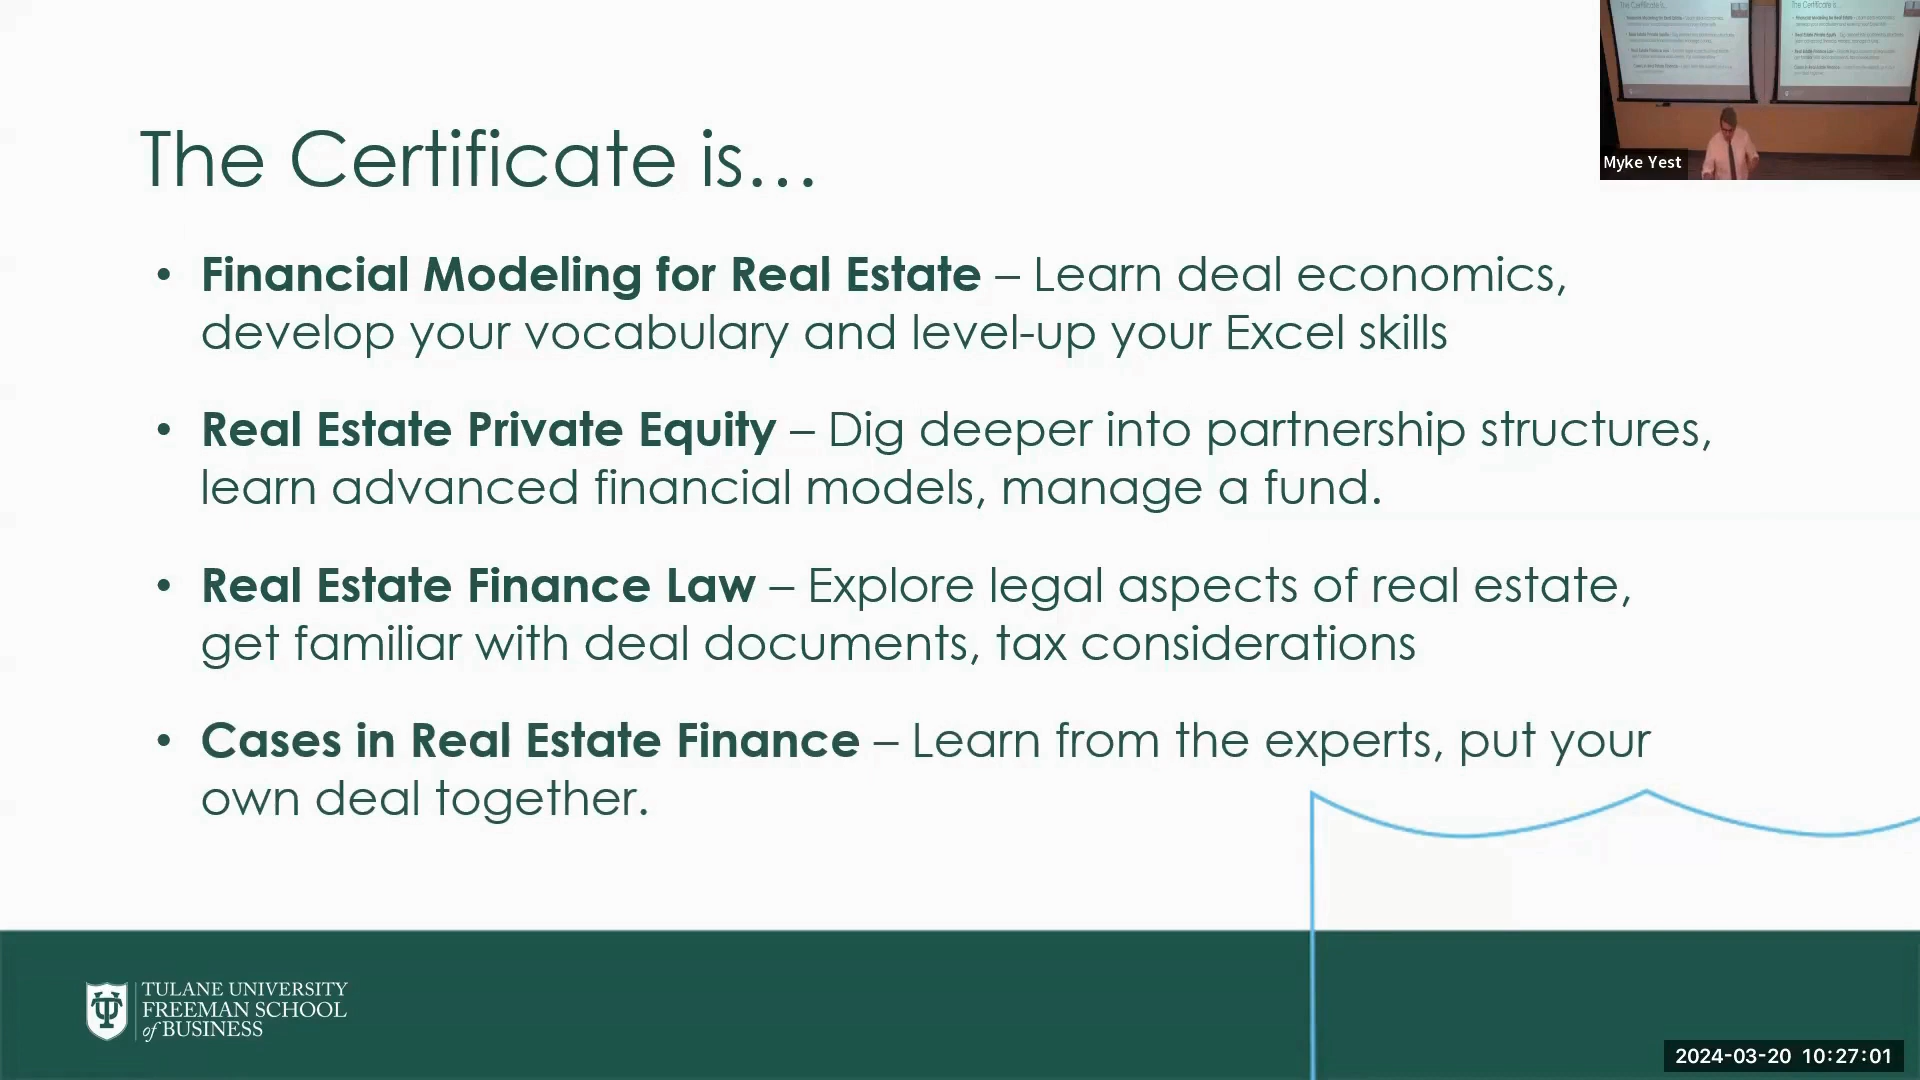 The Certificate is...
• Financial Modeling for Real Estate – Learn deal economics,
develop your vocabulary and level-up your Excel skills
• Real Estate Private Equity – Dig deeper into partnership structures,
learn advanced financial models, manage a fund.
• Real Estate Finance Law – Explore legal aspects of real estate,
get familiar with deal documents, tax considerations
• Cases in Real Estate Finance – Learn from the experts, put your
own deal together.
Myke Yest
TULANE UNIVERSITY
FREEMAN SCHOOL
of BUSINESS
2024-03-20 10:27:01